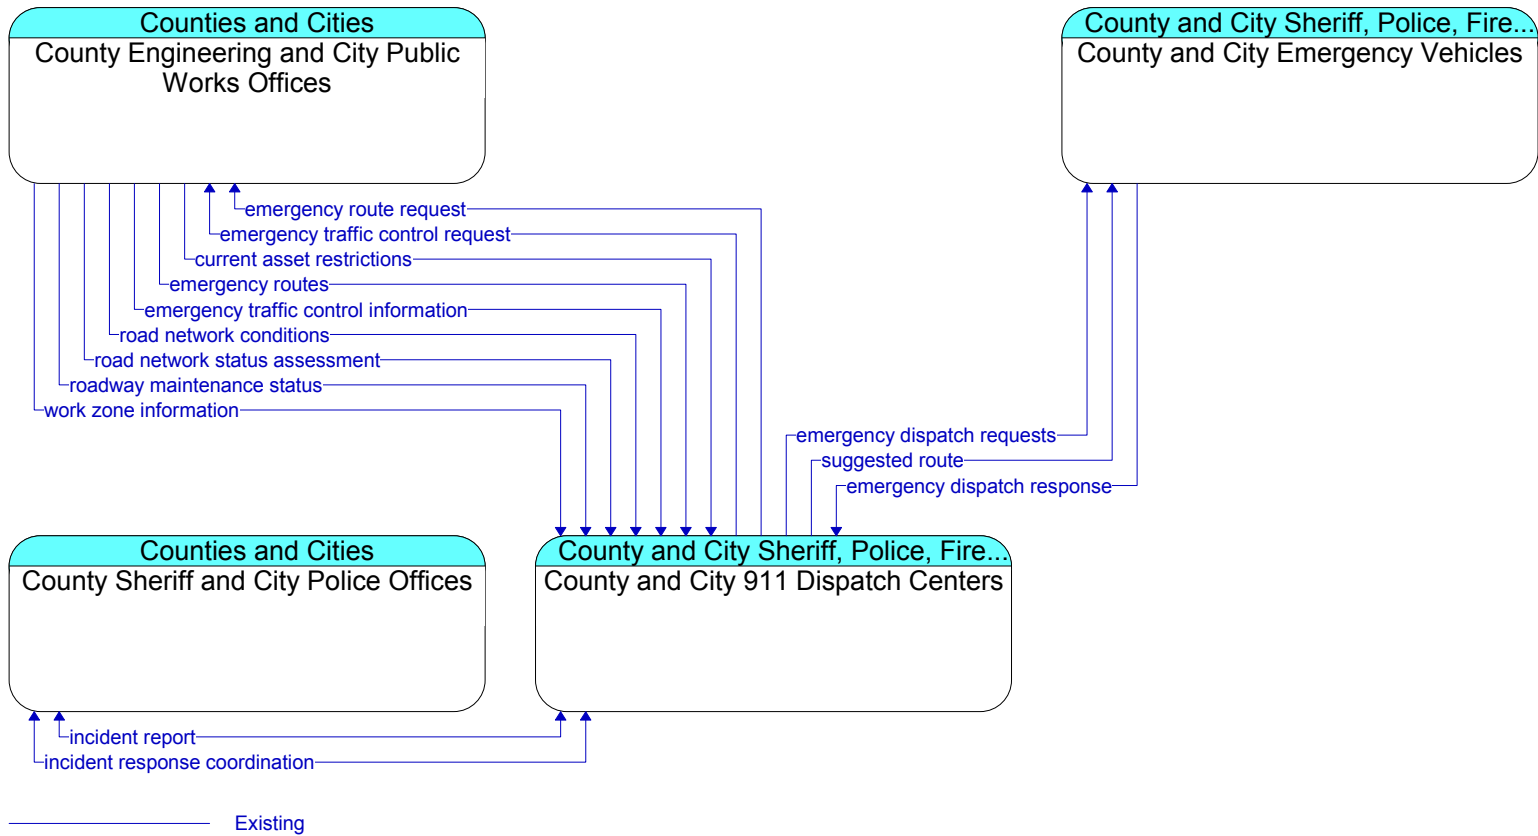 Counties and Cities
County Engineering and City Public
Works Offices
County and City Sheriff, Police, Fire...
County and City Emergency Vehicles
emergency route request
emergency traffic control request
current asset restrictions
emergency routes
emergency traffic control information
road network conditions
road network status assessment
roadway maintenance status
work zone information
emergency dispatch requests
suggested route
emergency dispatch response
Counties and Cities
County Sheriff and City Police Offices
County and City Sheriff, Police, Fire...
County and City 911 Dispatch Centers
incident report
incident response coordination
Existing